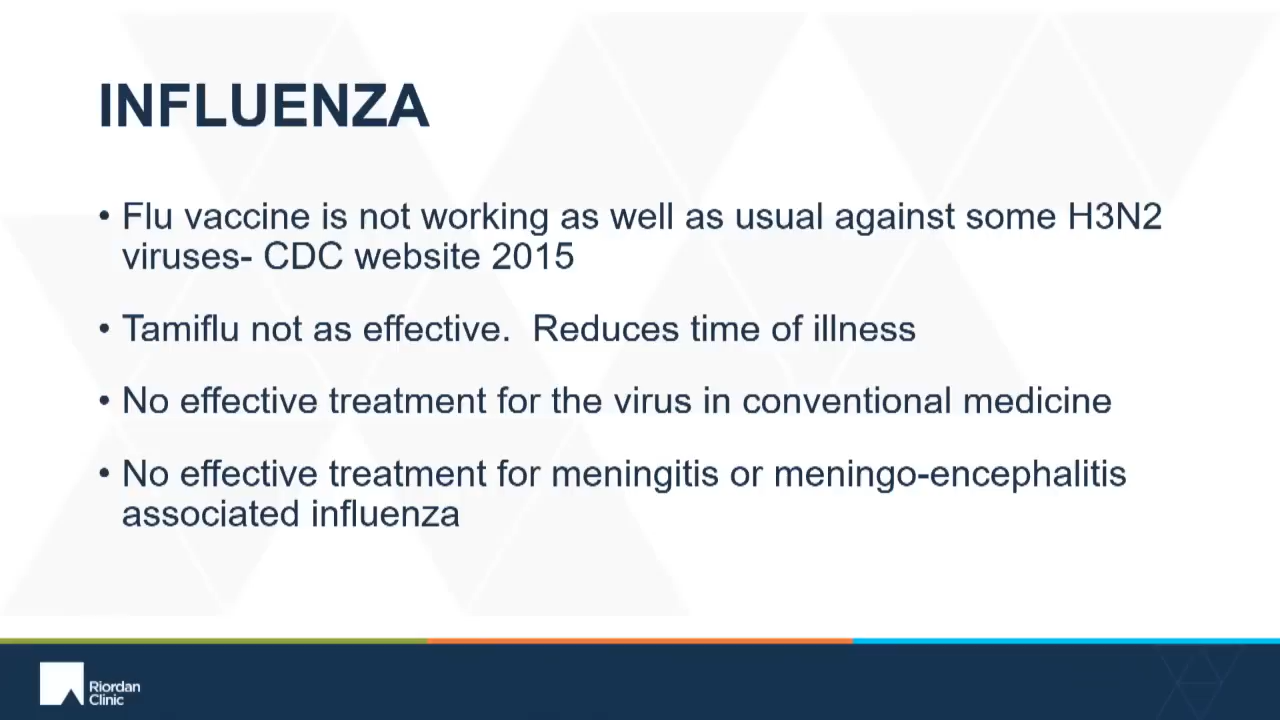 INFLUENZA
• Flu vaccine is not working as well as usual against some H3N2
viruses- CDC website 2015
• Tamiflu not as effective.  Reduces time of illness
• No effective treatment for the virus in conventional medicine
• No effective treatment for meningitis or meningo-encephalitis
associated influenza
Riordan
Clinic